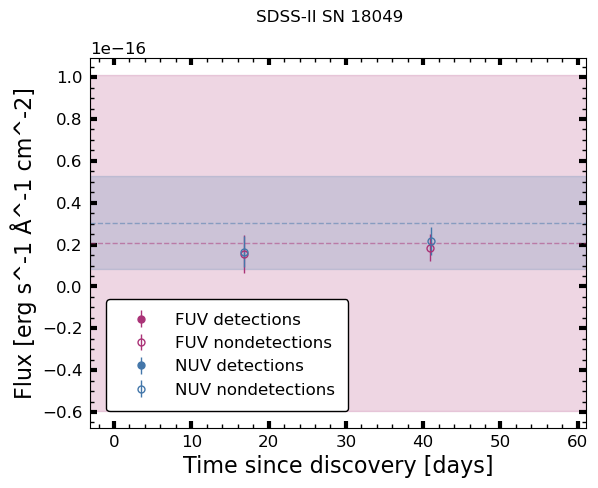 SDSS-II SN 18049
1e−16
Flux [erg s^-1 Å^-1 cm^-2]
1.0
0.8
0.6
0.4
0.2
0.0
−0.2
−0.4
−0.6
FUV detections
FUV nondetections
NUV detections
NUV nondetections
0 10 20 30 40 50 60
Time since discovery [days]